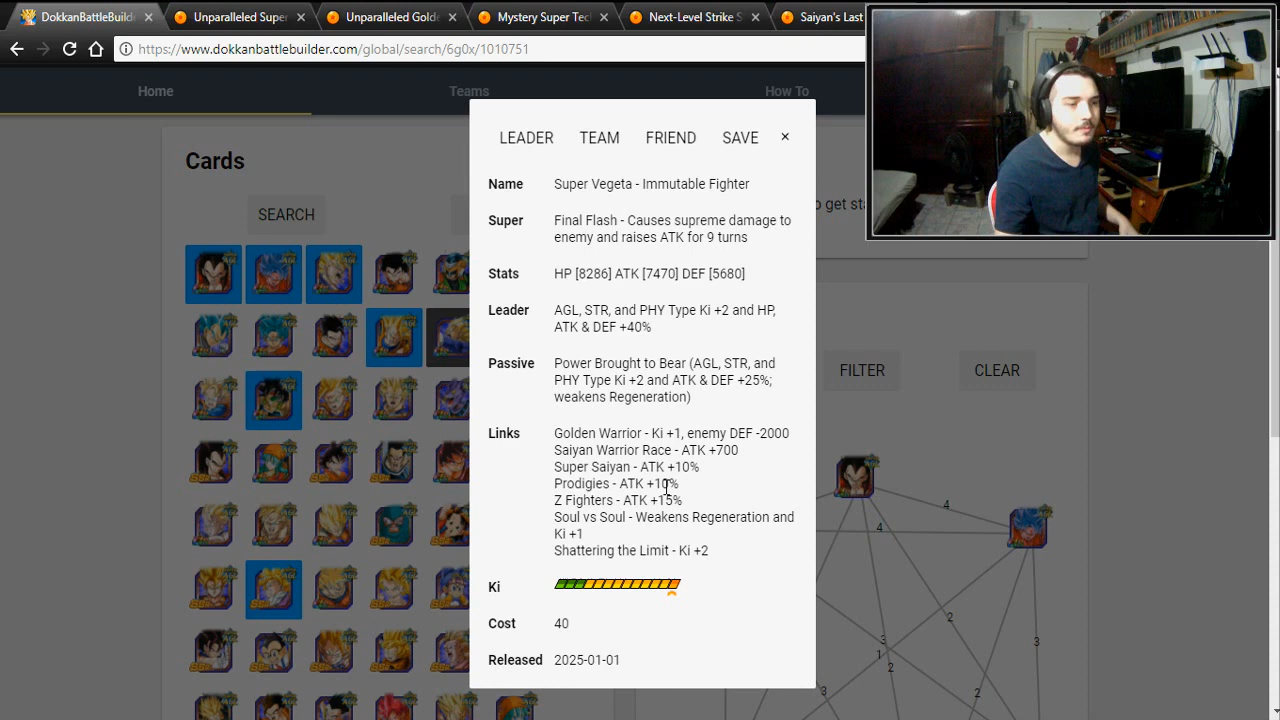 DokkanBattleBuild
Unparalleled Super
Unparalleled Gold
Mystery Super Tec
Next-Level Strike S
Saiyan's Last
https://www.dokkanbattlebuilder.com/global/search/6g0x/1010751
Home
Teams
How To
Cards
SEARCH
LEADER TEAM FRIEND SAVE ×
Name Super Vegeta - Immutable Fighter
Super Final Flash - Causes supreme damage to
enemy and raises ATK for 9 turns
Stats HP [8286] ATK [7470] DEF [5680]
Leader AGL, STR, and PHY Type Ki +2 and HP,
ATK & DEF +40%
Passive Power Brought to Bear (AGL, STR, and
PHY Type Ki +2 and ATK & DEF +25%;
weakens Regeneration)
Links Golden Warrior - Ki +1, enemy DEF -2000
Saiyan Warrior Race - ATK +700
Super Saiyan - ATK +10%
Prodigies - ATK +10%
Z Fighters - ATK +15%
Soul vs Soul - Weakens Regeneration and
Ki +1
Shattering the Limit - Ki +2
Ki
Cost 40
Released 2025-01-01
to get sta
FILTER
CLEAR
4
4
2
3
3
1
2
3
2